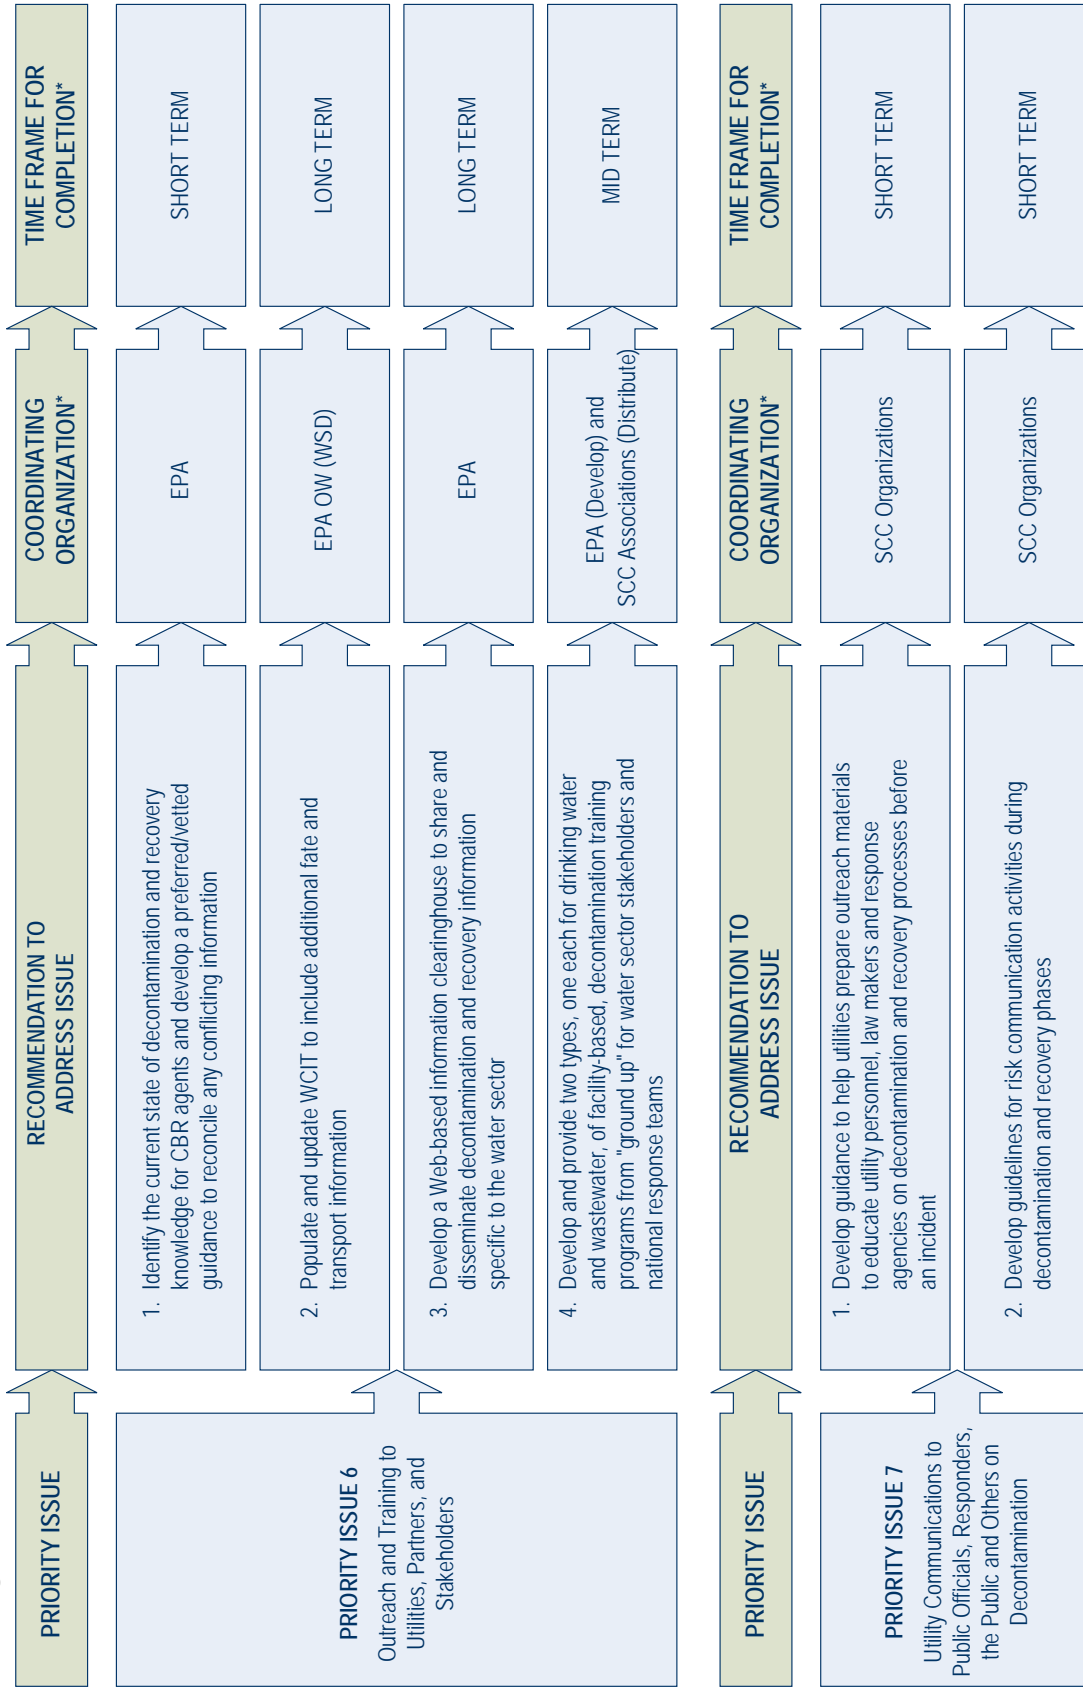 PRIORITY ISSUE
RECOMMENDATION TO
ADDRESS ISSUE
COORDINATING
ORGANIZATION*
TIME FRAME FOR
COMPLETION*
PRIORITY ISSUE 6
Outreach and Training to
Utilities, Partners, and
Stakeholders
1. Identify the current state of decontamination and recovery
knowledge for CBR agents and develop a preferred/vetted
guidance to reconcile any conflicting information
EPA
SHORT TERM
2. Populate and update WCIT to include additional fate and
transport information
EPA OW (WSD)
LONG TERM
3. Develop a Web-based information clearinghouse to share and
disseminate decontamination and recovery information
specific to the water sector
EPA
LONG TERM
4. Develop and provide two types, one each for drinking water
and wastewater, of facility-based, decontamination training
programs from "ground up" for water sector stakeholders and
national response teams
EPA (Develop) and
SCC Associations (Distribute)
MID TERM
PRIORITY ISSUE
RECOMMENDATION TO
ADDRESS ISSUE
COORDINATING
ORGANIZATION*
TIME FRAME FOR
COMPLETION*
PRIORITY ISSUE 7
Utility Communications to
Public Officials, Responders,
the Public and Others on
Decontamination
1. Develop guidance to help utilities prepare outreach materials
to educate utility personnel, law makers and response
agencies on decontamination and recovery processes before
an incident
SCC Organizations
SHORT TERM
2. Develop guidelines for risk communication activities during
decontamination and recovery phases
SCC Organizations
SHORT TERM